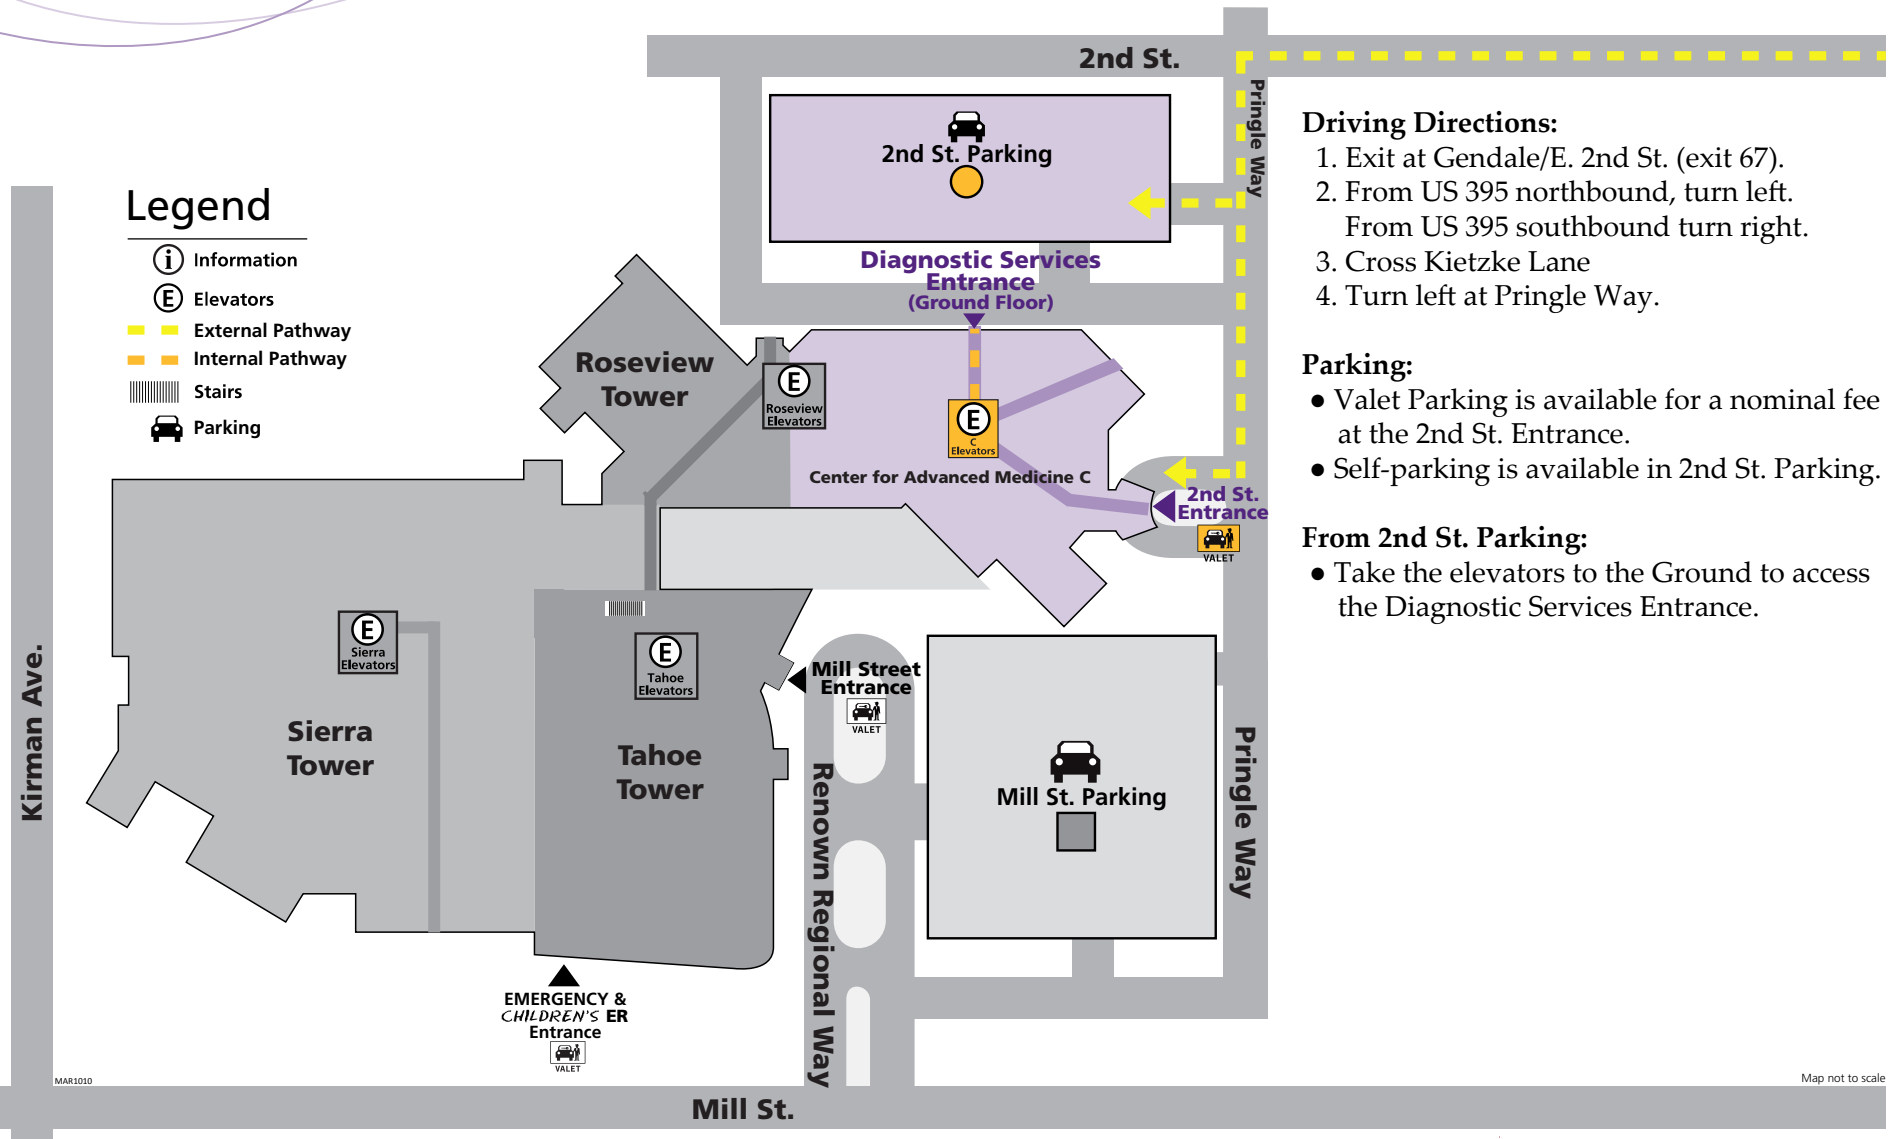 2nd St.
Pringle Way
2nd St. Parking
Driving Directions:
1. Exit at Gendale/E. 2nd St. (exit 67).
2. From US 395 northbound, turn left.
From US 395 southbound turn right.
3. Cross Kietzke Lane
4. Turn left at Pringle Way.
Parking:
● Valet Parking is available for a nominal fee
at the 2nd St. Entrance.
● Self-parking is available in 2nd St. Parking.
From 2nd St. Parking:
● Take the elevators to the Ground to access
the Diagnostic Services Entrance.
Legend
i Information
E Elevators
External Pathway
Internal Pathway
Stairs
Parking
Diagnostic Services
Entrance
(Ground Floor)
Roseview
Tower
E
Roseview
Elevators
E
C
Elevators
Center for Advanced Medicine C
2nd St.
Entrance
VALET
E
Sierra
Elevators
E
Tahoe
Elevators
Mill Street
Entrance
VALET
Sierra
Tower
Tahoe
Tower
Kirman Ave.
Renown Regional Way
Mill St. Parking
Pringle Way
EMERGENCY &
CHILDREN'S ER
Entrance
VALET
MAR1010
Map not to scale
Mill St.